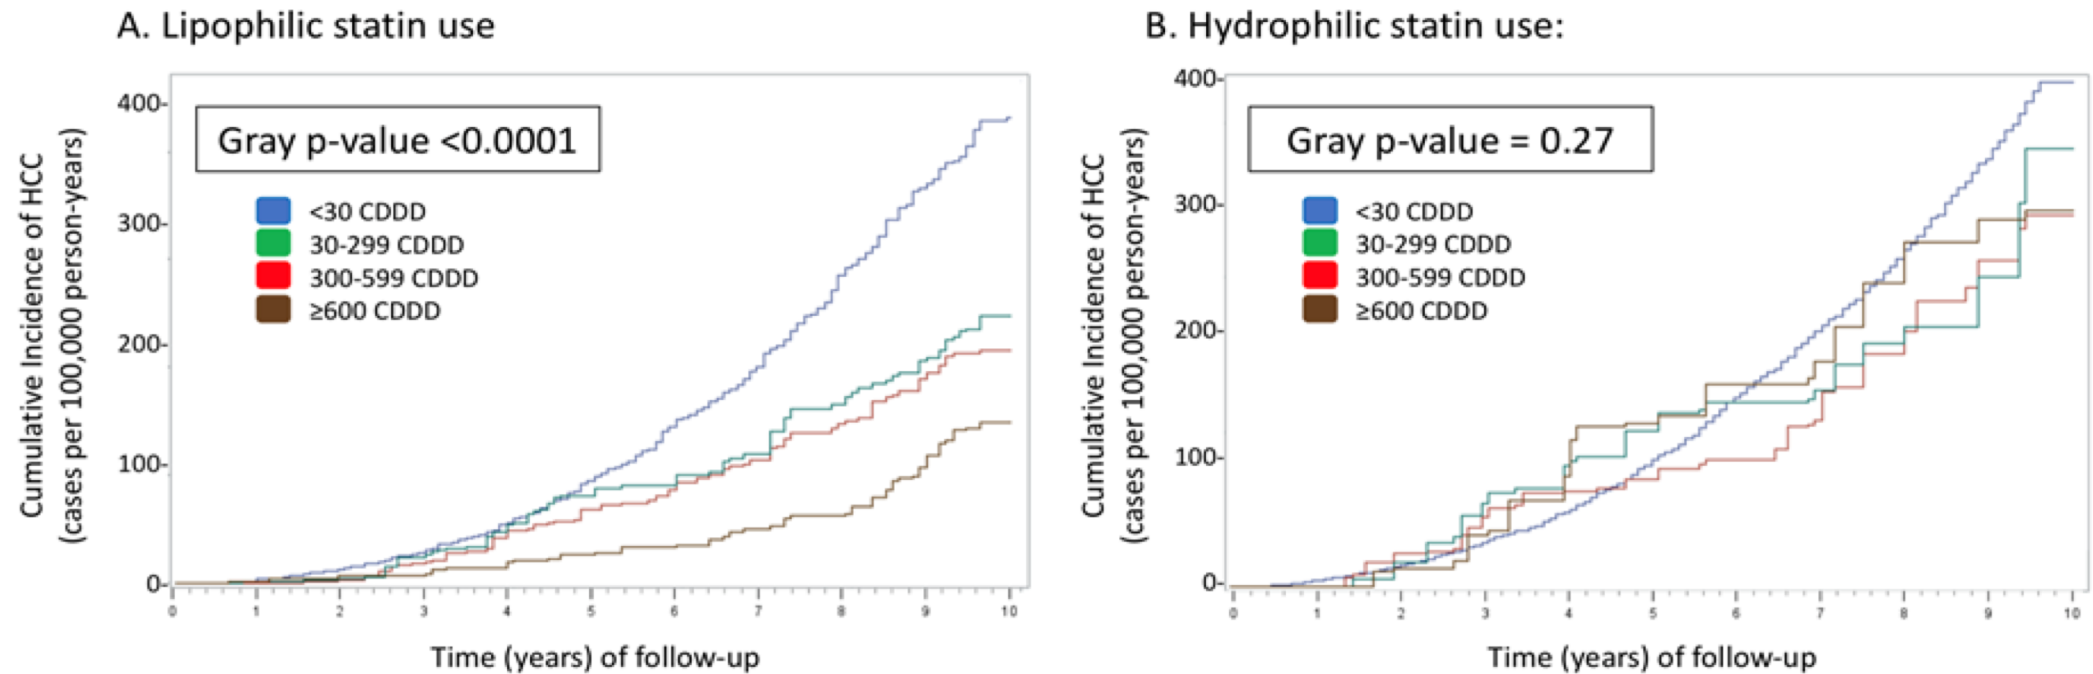 A. Lipophilic statin use
Cumulative Incidence of HCC
(cases per 100,000 person-years)
400
300
200
100
0
Gray p-value <0.0001
<30 CDDD
30-299 CDDD
300-599 CDDD
≥600 CDDD
0 1 2 3 4 5 6 7 8 9 10
Time (years) of follow-up
B. Hydrophilic statin use:
Cumulative Incidence of HCC
(cases per 100,000 person-years)
400
300
200
100
0
Gray p-value = 0.27
<30 CDDD
30-299 CDDD
300-599 CDDD
≥600 CDDD
0 1 2 3 4 5 6 7 8 9 10
Time (years) of follow-up